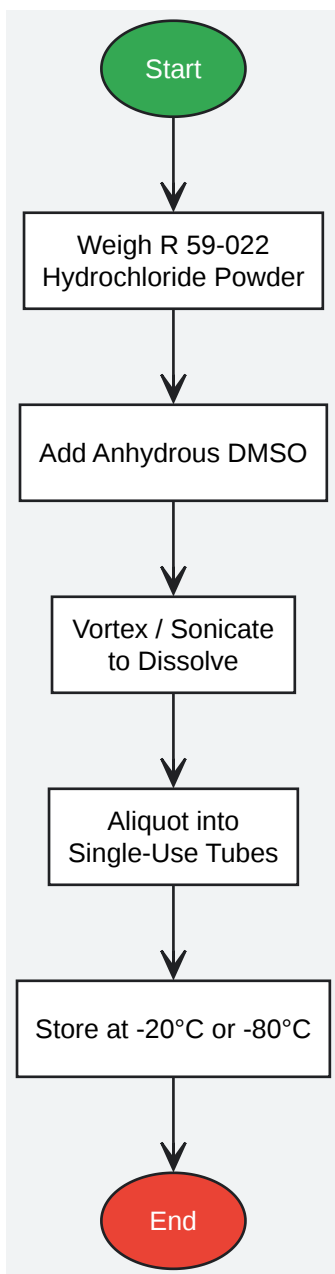 Start
Weigh R 59-022
Hydrochloride Powder
Add Anhydrous DMSO
Vortex / Sonicate
to Dissolve
Aliquot into
Single-Use Tubes
Store at -20°C or -80°C
End